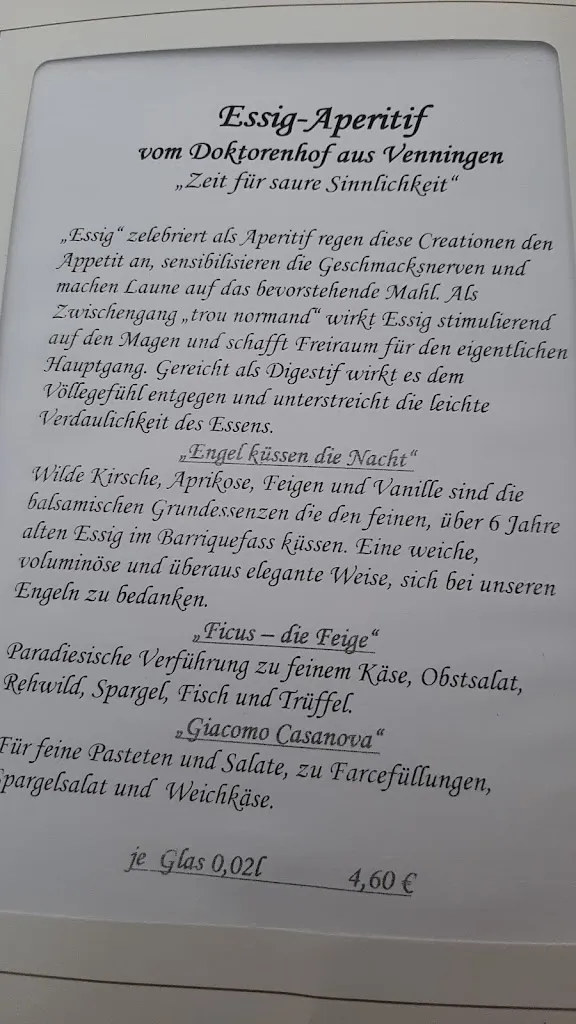 Essig-Aperitif
vom Doktorenhof aus Venningen
„Zeit für saure Sinnlichkeit“
„Essig“ zelebriert als Aperitif regen diese Creationen den
Appetit an, sensibilisieren die Geschmacksnerven und
machen Laune auf das bevorstehende Mahl. Als
Zwischengang „trou normand“ wirkt Essig stimulierend
auf den Magen und schafft Freiraum für den eigentlichen
Hauptgang. Gereicht als Digestif wirkt es dem
Völlegefühl entgegen und unterstreicht die leichte
Verdaulichkeit des Essens.
„Engel küssen die Nacht“
Wilde Kirsche, Aprikose, Feigen und Vanille sind die
balsamischen Grundessenzen die den feinen, über 6 Jahre
alten Essig im Barriquefass küssen. Eine weiche,
voluminöse und überaus elegante Weise, sich bei unseren
Engeln zu bedanken.
„Ficus – die Feige“
Paradiesische Verführung zu feinem Käse, Obstsalat,
Rehwild, Spargel, Fisch und Trüffel.
„Giacomo Casanova“
Für feine Pasteten und Salate, zu Farcefüllungen,
Spargelsalat und Weichkäse.
je Glas 0,02l 4,60 €